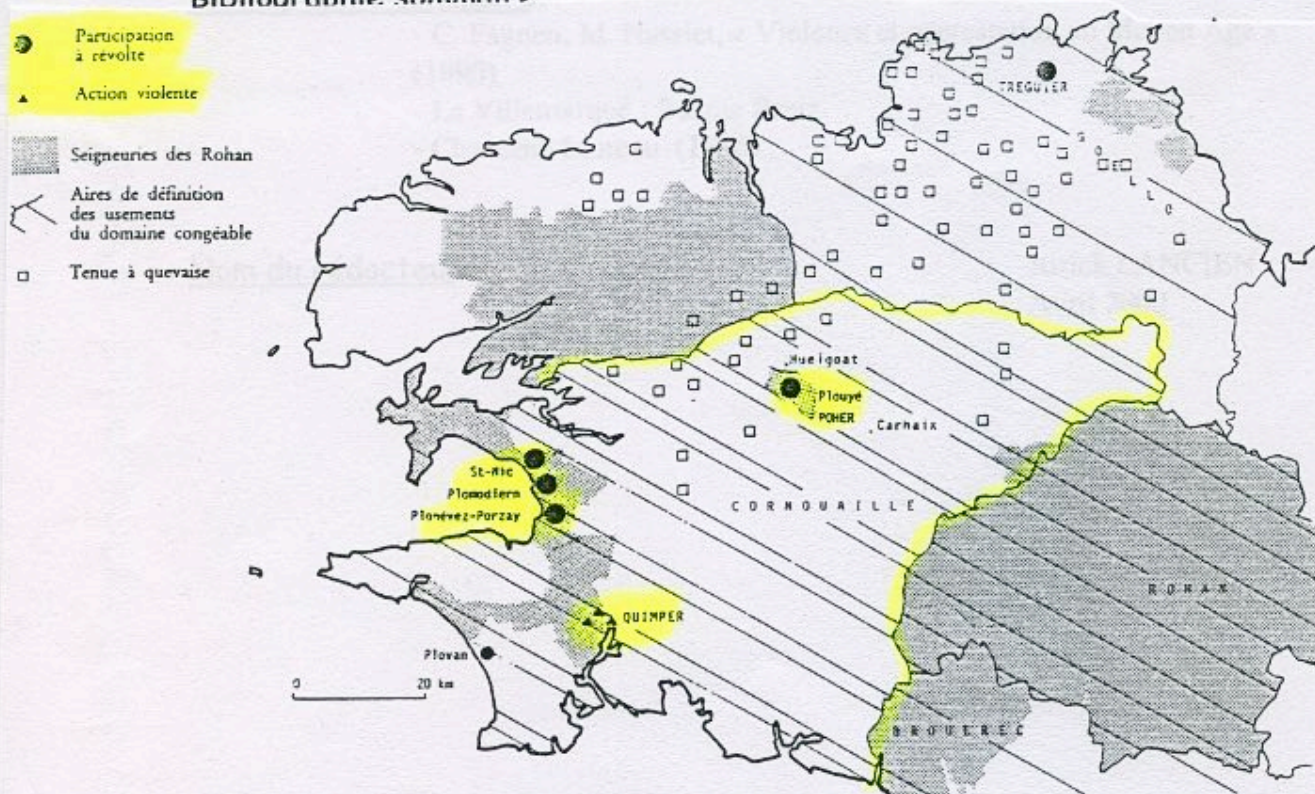 Participation
à révolte
Action violente
Seigneuries des Rohan
Aires de définition
des usements
du domaine congéable
Tenue à quevaise
TREGUIER
GOELLO
Huelgoat
Plouyé
POHER
Carhaix
St-Nic
Plomodiern
Plonévez-Porzay
CORNOUAILLE
ROHAN
QUIMPER
Plovan
0 20 km
BROUEREC